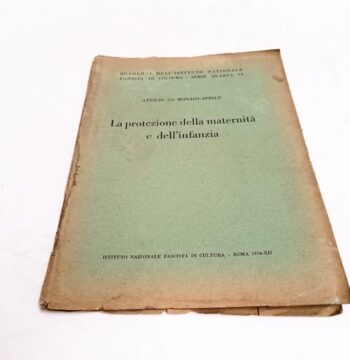 QUADERNI DELL'ISTITUTO NAZIONALE
FASCISTA DI CULTURA - SERIE QUARTA, VI
ATTILIO LO MONACO-APRILE
La protezione della maternità
e dell'infanzia
ISTITUTO NAZIONALE FASCISTA DI CULTURA - ROMA 1934-XII